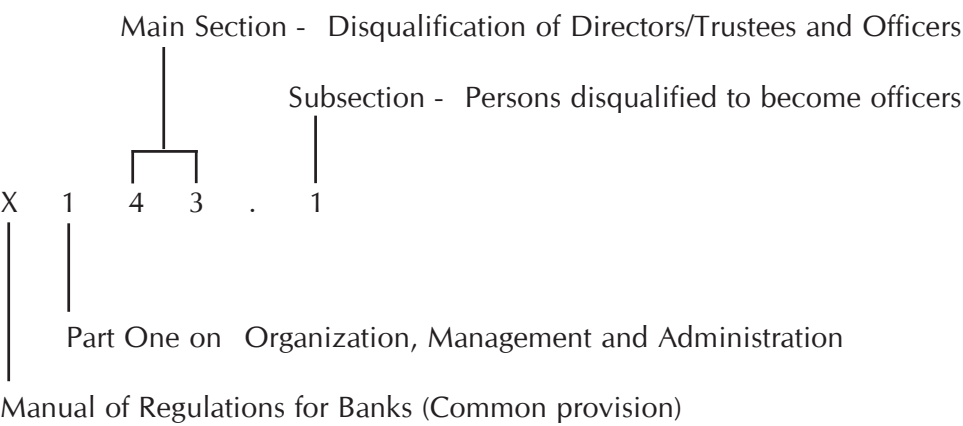 Main Section - Disqualification of Directors/Trustees and Officers
Subsection - Persons disqualified to become officers
X 1 4 3 . 1
Part One on Organization, Management and Administration
Manual of Regulations for Banks (Common provision)